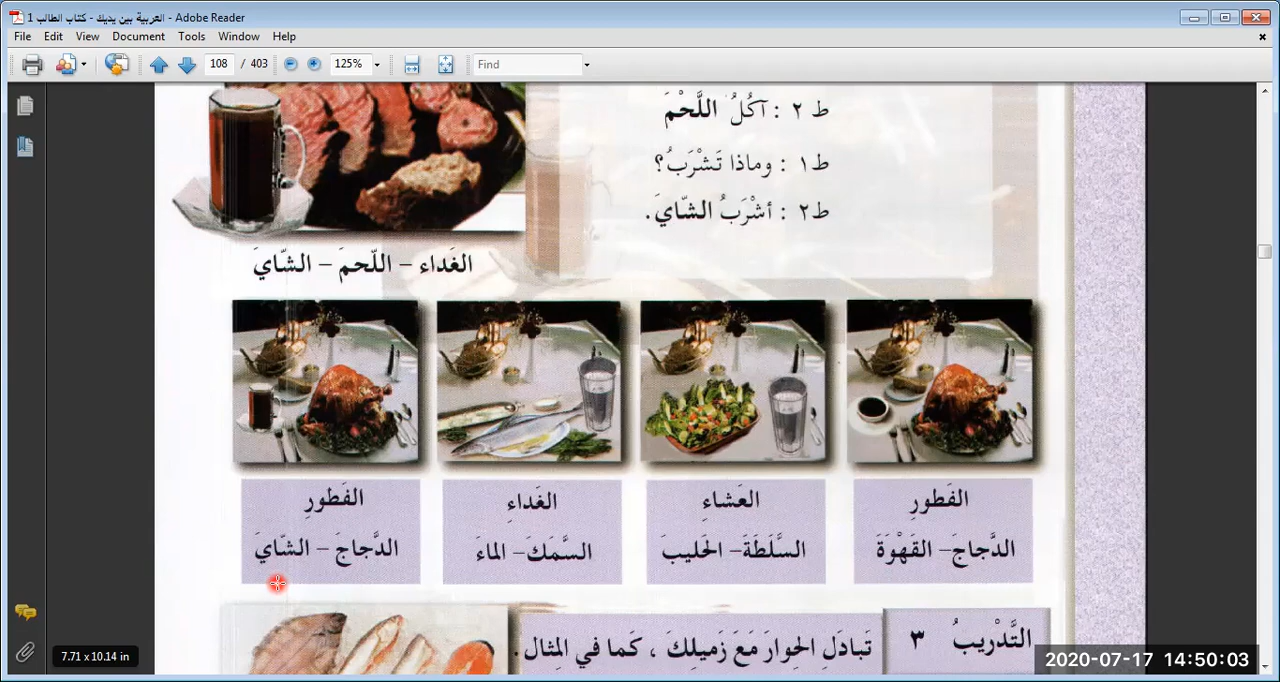 العربية بين يديك - كتاب الطالب 1 - Adobe Reader
File Edit View Document Tools Window Help
108 / 403 125% Find
ط ٢ : آكُلُ اللَّحْمَ
ط١ : وماذا تَشْرَبُ؟
ط٢ : أشْرَبُ الشّايَ.
الغَداء – اللّحمَ – الشّايَ
الفَطورِ
الدَّجاجَ – القَهْوَةَ
العَشاءِ
السَّلَطَةَ – الحَليبَ
الغَداءِ
السَّمَكَ – الماءَ
الفَطورِ
الدَّجاجَ – الشّايَ
التَّدْريبُ ٣ تَبادَلِ الحِوارَ مَعَ زَميلِكَ ، كَما في المِثال.
7.71 x 10.14 in
2020-07-17 14:50:03